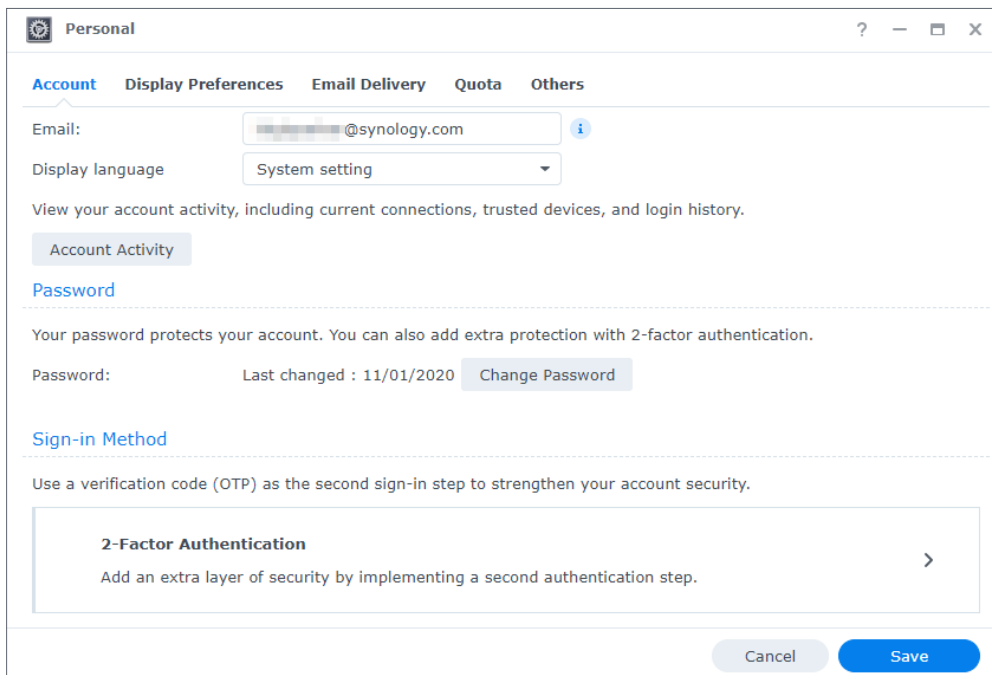 Personal
Account Display Preferences Email Delivery Quota Others
Email: @synology.com
Display language System setting
View your account activity, including current connections, trusted devices, and login history.
Account Activity
Password
Your password protects your account. You can also add extra protection with 2-factor authentication.
Password: Last changed : 11/01/2020 Change Password
Sign-in Method
Use a verification code (OTP) as the second sign-in step to strengthen your account security.
2-Factor Authentication
Add an extra layer of security by implementing a second authentication step.
Cancel Save